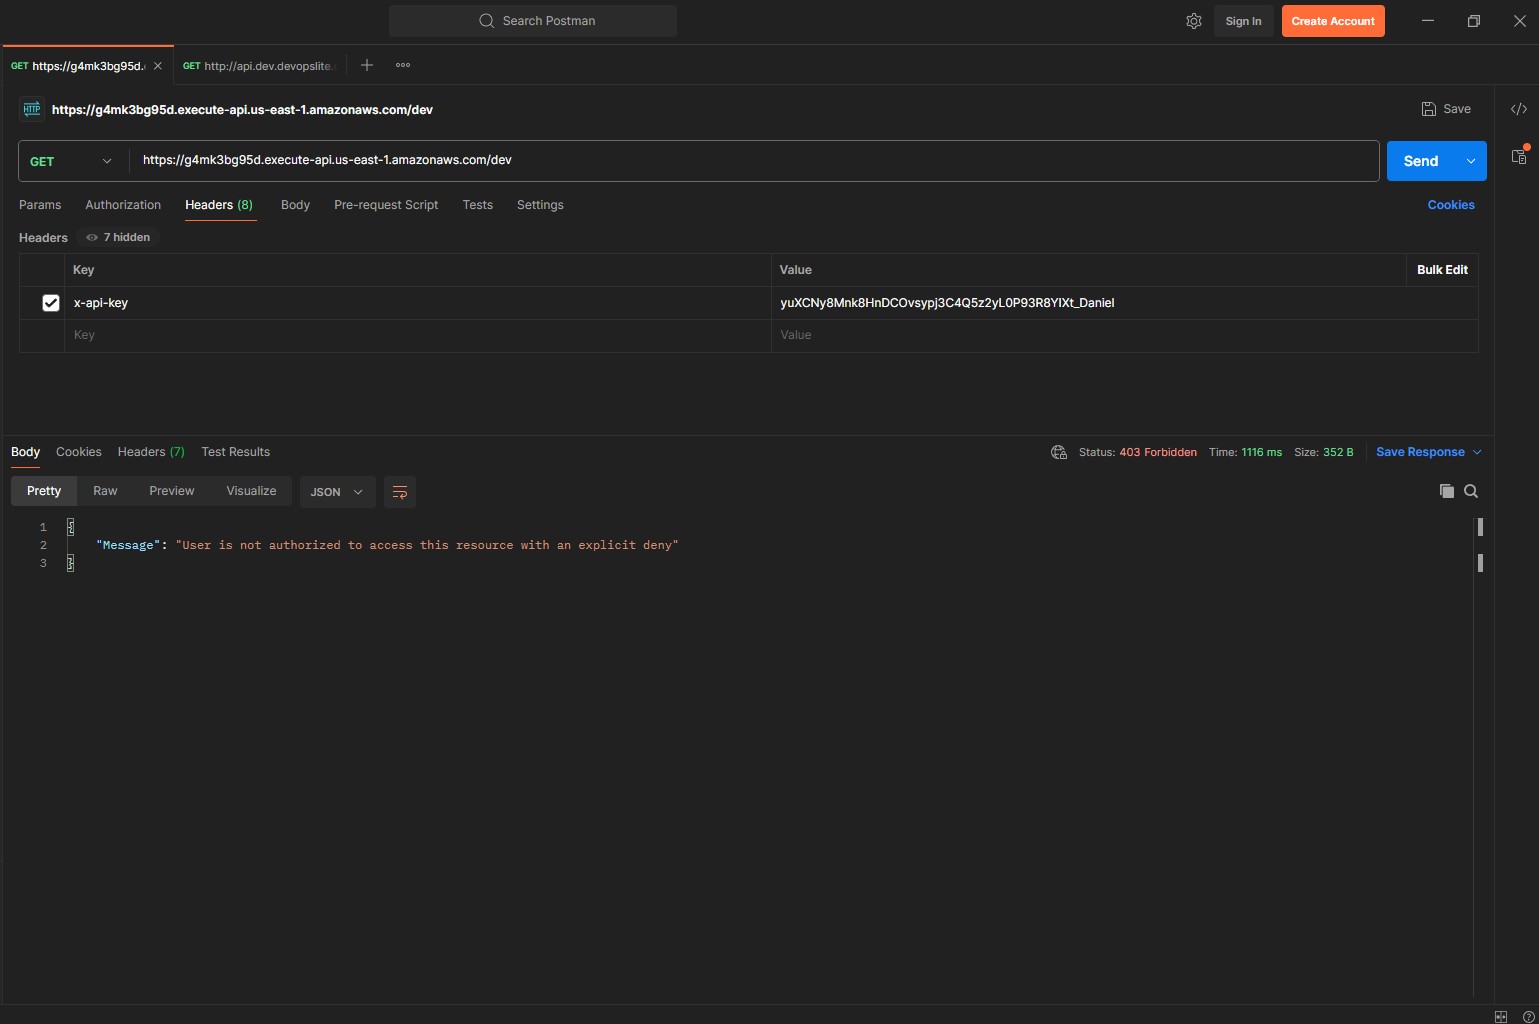 Search Postman
Sign In
Create Account
GET https://g4mk3bg95d.
GET http://api.dev.devopslite.
HTTP https://g4mk3bg95d.execute-api.us-east-1.amazonaws.com/dev
Save
GET https://g4mk3bg95d.execute-api.us-east-1.amazonaws.com/dev
Send
Params Authorization Headers (8) Body Pre-request Script Tests Settings Cookies
Headers 7 hidden
Key Value Bulk Edit
x-api-key yuXCNy8Mnk8HnDCOvsypj3C4Q5z2yL0P93R8YIXt_Daniel
Key Value
Body Cookies Headers (7) Test Results Status: 403 Forbidden Time: 1116 ms Size: 352 B Save Response
Pretty Raw Preview Visualize JSON
1 {
2 "Message": "User is not authorized to access this resource with an explicit deny"
3 }